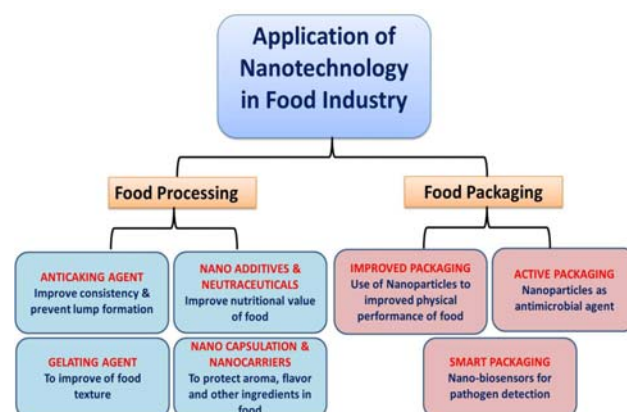 Application of
Nanotechnology
in Food Industry
Food Processing
Food Packaging
ANTICAKING AGENT
Improve consistency &
prevent lump formation
NANO ADDITIVES &
NEUTRACEUTICALS
Improve nutritional value
of food
IMPROVED PACKAGING
Use of Nanoparticles to
improved physical
performance of food
ACTIVE PACKAGING
Nanoparticles as
antimicrobial agent
GELATING AGENT
To improve of food
texture
NANO CAPSULATION &
NANOCARRIERS
To protect aroma, flavor
and other ingredients in
food
SMART PACKAGING
Nano-biosensors for
pathogen detection